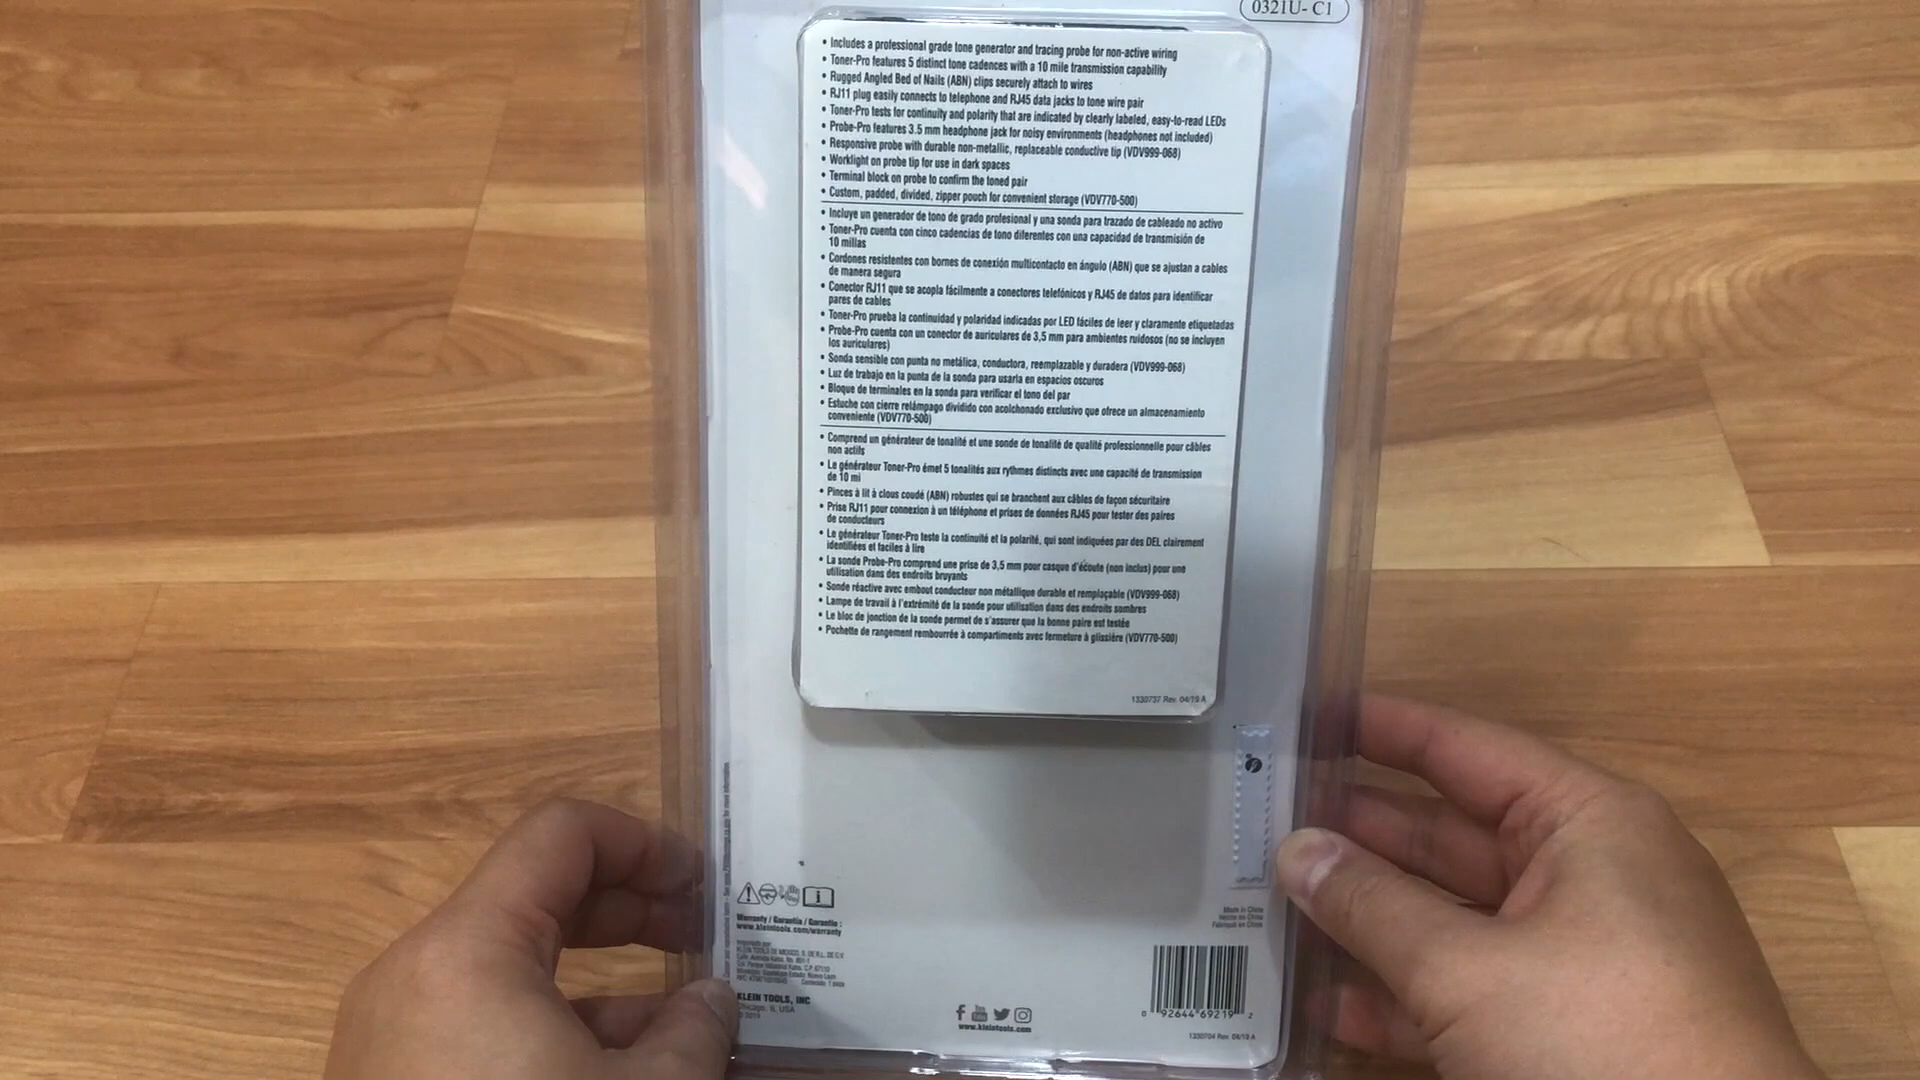 0321U- C1
• Includes a professional grade tone generator and tracing probe for non-active wiring
• Toner-Pro features 5 distinct tone cadences with a 10 mile transmission capability
• Rugged Angled Bed of Nails (ABN) clips securely attach to wires
• RJ11 plug easily connects to telephone and RJ45 data jacks to tone wire pair
• Toner-Pro tests for continuity and polarity that are indicated by clearly labeled, easy-to-read LEDs
• Probe-Pro features 3.5 mm headphone jack for noisy environments (headphones not included)
• Responsive probe with durable non-metallic, replaceable conductive tip (VDV999-068)
• Worklight on probe tip for use in dark spaces
• Terminal block on probe to confirm the toned pair
• Custom, padded, divided, zipper pouch for convenient storage (VDV770-500)
• Incluye un generador de tono de grado profesional y una sonda para trazado de cableado no activo
• Toner-Pro cuenta con cinco cadencias de tono diferentes con una capacidad de transmisión de
10 millas
• Cordones resistentes con bornes de conexión multicontacto en ángulo (ABN) que se ajustan a cables
de manera segura
• Conector RJ11 que se acopla fácilmente a conectores telefónicos y RJ45 de datos para identificar
pares de cables
• Toner-Pro prueba la continuidad y polaridad indicadas por LED fáciles de leer y claramente etiquetadas
• Probe-Pro cuenta con un conector de auriculares de 3,5 mm para ambientes ruidosos (no se incluyen
los auriculares)
• Sonda sensible con punta no metálica, conductora, reemplazable y duradera (VDV999-068)
• Luz de trabajo en la punta de la sonda para usarla en espacios oscuros
• Bloque de terminales en la sonda para verificar el tono del par
• Estuche con cierre relámpago dividido con acolchonado exclusivo que ofrece un almacenamiento
conveniente (VDV770-500)
• Comprend un générateur de tonalité et une sonde de tonalité de qualité professionnelle pour câbles
non actifs
• Le générateur Toner-Pro émet 5 tonalités aux rythmes distincts avec une capacité de transmission
de 10 mi
• Pinces à lit à clous coudé (ABN) robustes qui se branchent aux câbles de façon sécuritaire
• Prise RJ11 pour connexion à un téléphone et prises de données RJ45 pour tester des paires
de conducteurs
• Le générateur Toner-Pro teste la continuité et la polarité, qui sont indiquées par des DEL clairement
identifiées et faciles à lire
• La sonde Probe-Pro comprend une prise de 3,5 mm pour casque d'écoute (non inclus) pour une
utilisation dans des endroits bruyants
• Sonde réactive avec embout conducteur non métallique durable et remplaçable (VDV999-068)
• Lampe de travail à l'extrémité de la sonde pour utilisation dans des endroits sombres
• Le bloc de jonction de la sonde permet de s'assurer que la bonne paire est testée
• Pochette de rangement rembourrée à compartiments avec fermeture à glissière (VDV770-500)
1330737 Rev. 04/19 A
Warranty / Garantía / Garantie :
www.kleintools.com/warranty
Importado por:
KLEIN TOOLS DE MEXICO, S. DE R.L. DE C.V.
KLEIN TOOLS, INC
Chicago, IL USA
© 2019
www.kleintools.com
Made in China
Hecho en China
Fabriqué en Chine
0 92644 69219 2
1330704 Rev. 04/19 A